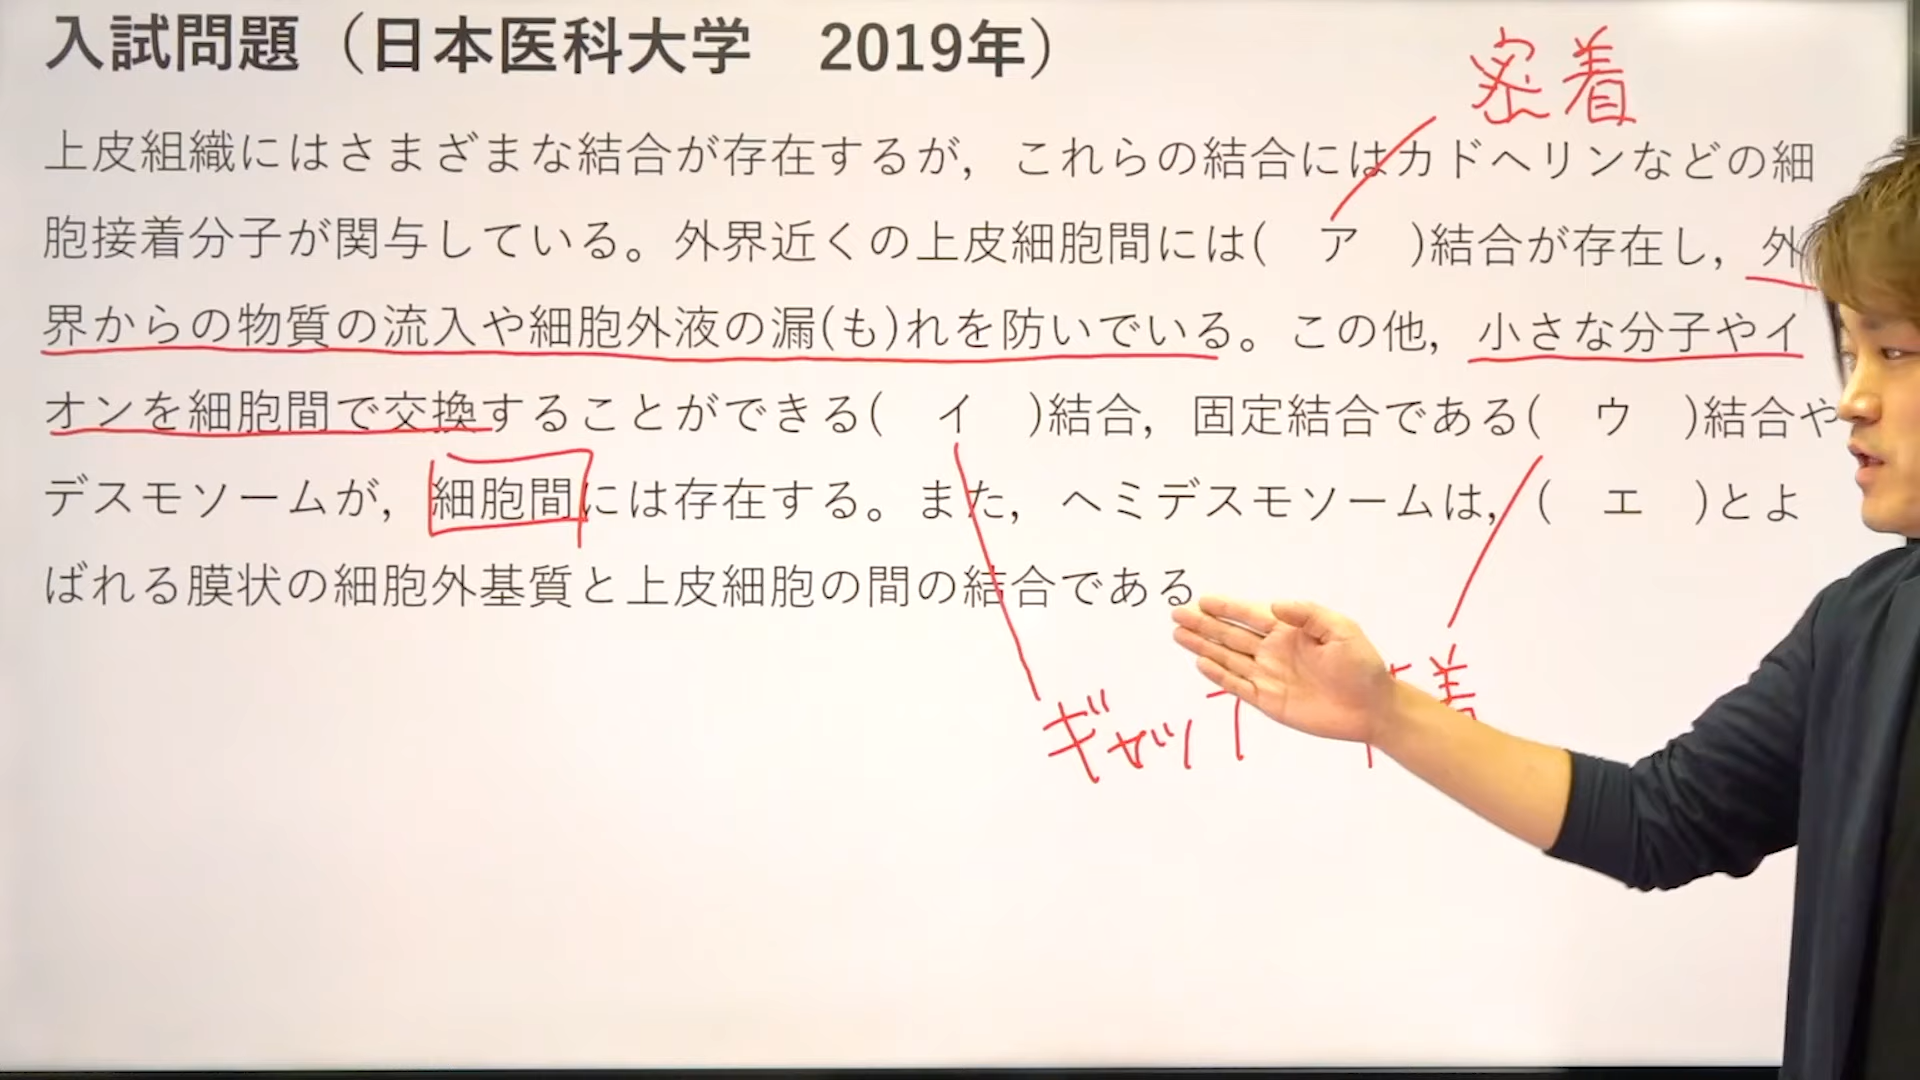 入試問題（日本医科大学　2019年）
密着
上皮組織にはさまざまな結合が存在するが，これらの結合にはカドヘリンなどの細
胞接着分子が関与している。外界近くの上皮細胞間には(　ア　)結合が存在し，外
界からの物質の流入や細胞外液の漏(も)れを防いでいる。この他，小さな分子やイ
オンを細胞間で交換することができる(　イ　)結合，固定結合である(　ウ　)結合や
デスモソームが，細胞間には存在する。また，ヘミデスモソームは，(　エ　)とよ
ばれる膜状の細胞外基質と上皮細胞の間の結合である
ギャップ
着